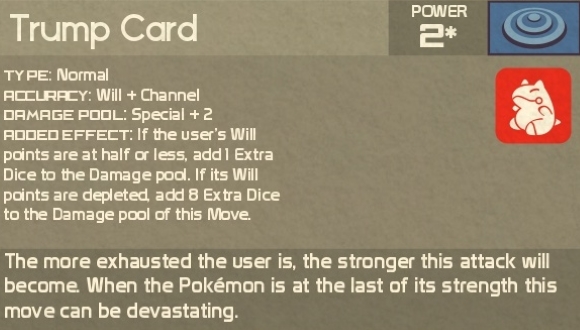 Trump Card
POWER
2*
TYPE: Normal
ACCURACY: Will + Channel
DAMAGE POOL: Special + 2
ADDED EFFECT: If the user's Will
points are at half or less, add 1 Extra
Dice to the Damage pool. If its Will
points are depleted, add 8 Extra Dice
to the Damage pool of this Move.
The more exhausted the user is, the stronger this attack will
become. When the Pokémon is at the last of its strength this
move can be devastating.